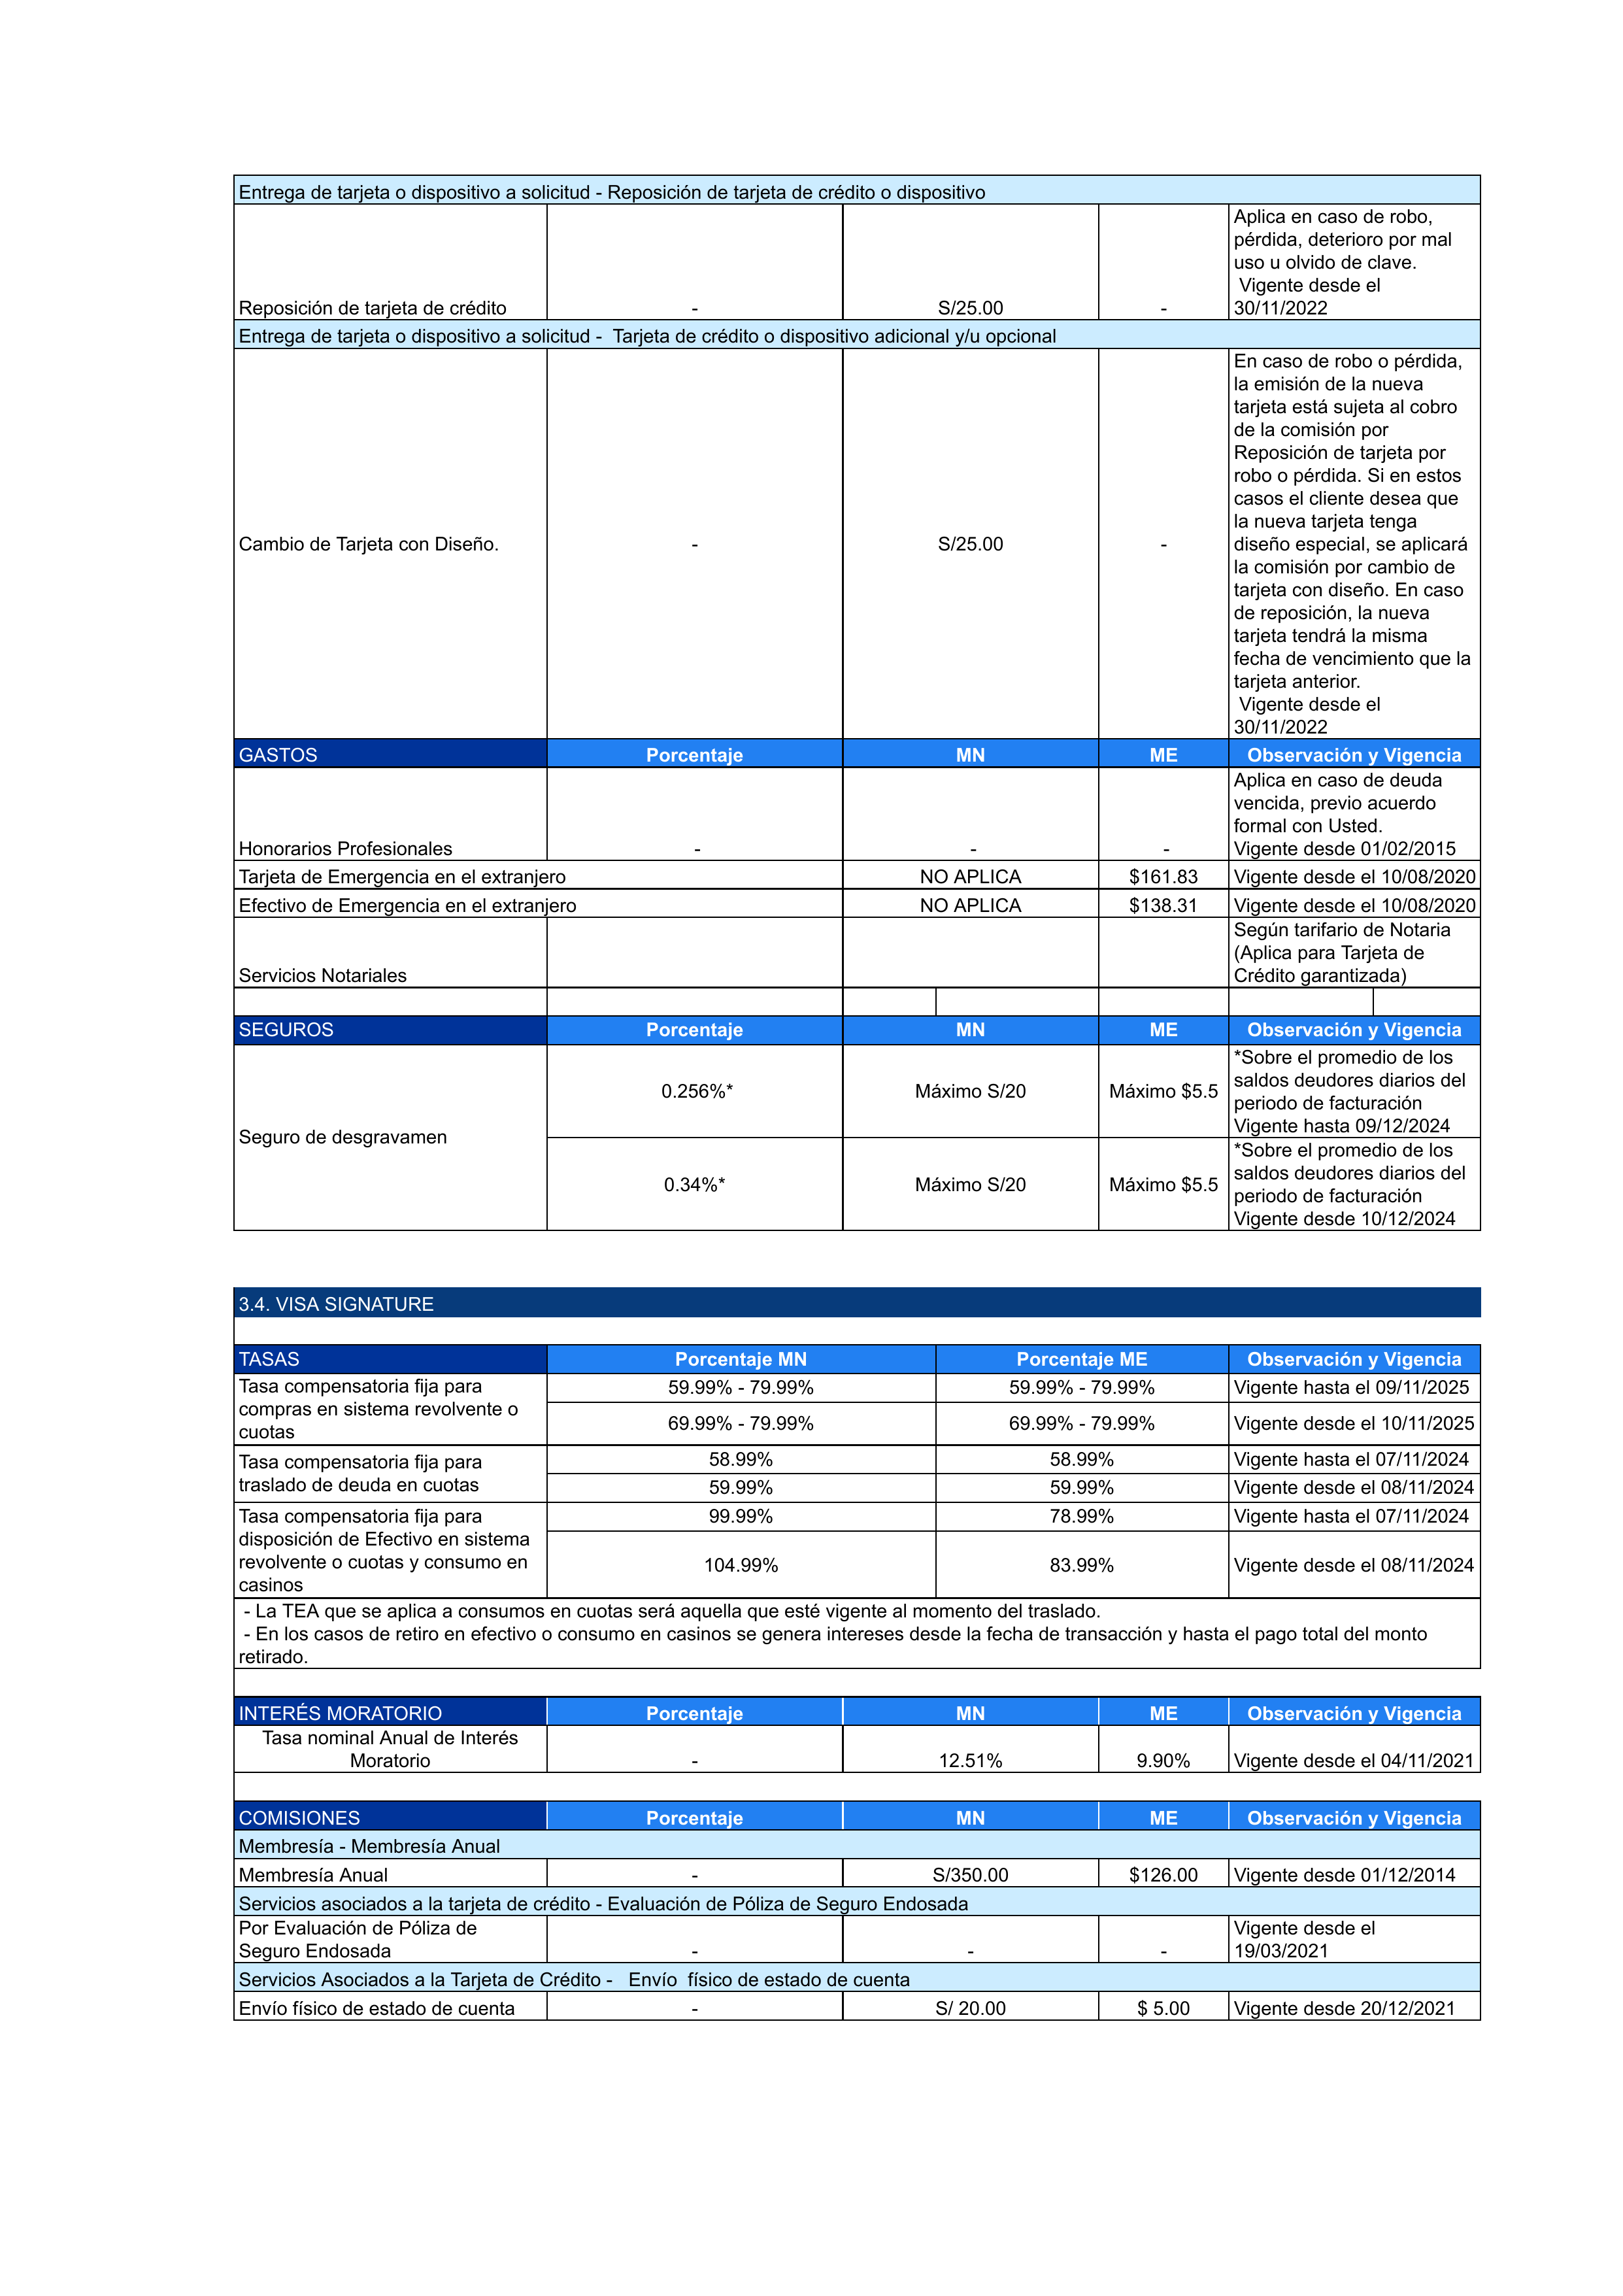 Entrega de tarjeta o dispositivo a solicitud - Reposición de tarjeta de crédito o dispositivo
Reposición de tarjeta de crédito - S/25.00 -
Aplica en caso de robo,
pérdida, deterioro por mal
uso u olvido de clave.
Vigente desde el
30/11/2022
Entrega de tarjeta o dispositivo a solicitud - Tarjeta de crédito o dispositivo adicional y/u opcional
Cambio de Tarjeta con Diseño. - S/25.00 -
En caso de robo o pérdida,
la emisión de la nueva
tarjeta está sujeta al cobro
de la comisión por
Reposición de tarjeta por
robo o pérdida. Si en estos
casos el cliente desea que
la nueva tarjeta tenga
diseño especial, se aplicará
la comisión por cambio de
tarjeta con diseño. En caso
de reposición, la nueva
tarjeta tendrá la misma
fecha de vencimiento que la
tarjeta anterior.
Vigente desde el
30/11/2022
GASTOS Porcentaje MN ME Observación y Vigencia
Honorarios Profesionales - - -
Aplica en caso de deuda
vencida, previo acuerdo
formal con Usted.
Vigente desde 01/02/2015
Tarjeta de Emergencia en el extranjero NO APLICA $161.83 Vigente desde el 10/08/2020
Efectivo de Emergencia en el extranjero NO APLICA $138.31 Vigente desde el 10/08/2020
Servicios Notariales
Según tarifario de Notaria
(Aplica para Tarjeta de
Crédito garantizada)
SEGUROS Porcentaje MN ME Observación y Vigencia
Seguro de desgravamen
0.256%* Máximo S/20 Máximo $5.5
*Sobre el promedio de los
saldos deudores diarios del
periodo de facturación
Vigente hasta 09/12/2024
0.34%* Máximo S/20 Máximo $5.5
*Sobre el promedio de los
saldos deudores diarios del
periodo de facturación
Vigente desde 10/12/2024
3.4. VISA SIGNATURE
TASAS Porcentaje MN Porcentaje ME Observación y Vigencia
Tasa compensatoria fija para
compras en sistema revolvente o
cuotas
59.99% - 79.99% 59.99% - 79.99% Vigente hasta el 09/11/2025
69.99% - 79.99% 69.99% - 79.99% Vigente desde el 10/11/2025
Tasa compensatoria fija para
traslado de deuda en cuotas
58.99% 58.99% Vigente hasta el 07/11/2024
59.99% 59.99% Vigente desde el 08/11/2024
Tasa compensatoria fija para
disposición de Efectivo en sistema
revolvente o cuotas y consumo en
casinos
99.99% 78.99% Vigente hasta el 07/11/2024
104.99% 83.99% Vigente desde el 08/11/2024
- La TEA que se aplica a consumos en cuotas será aquella que esté vigente al momento del traslado.
- En los casos de retiro en efectivo o consumo en casinos se genera intereses desde la fecha de transacción y hasta el pago total del monto
retirado.
INTERÉS MORATORIO Porcentaje MN ME Observación y Vigencia
Tasa nominal Anual de Interés
Moratorio - 12.51% 9.90% Vigente desde el 04/11/2021
COMISIONES Porcentaje MN ME Observación y Vigencia
Membresía - Membresía Anual
Membresía Anual - S/350.00 $126.00 Vigente desde 01/12/2014
Servicios asociados a la tarjeta de crédito - Evaluación de Póliza de Seguro Endosada
Por Evaluación de Póliza de
Seguro Endosada - - -
Vigente desde el
19/03/2021
Servicios Asociados a la Tarjeta de Crédito - Envío físico de estado de cuenta
Envío físico de estado de cuenta - S/ 20.00 $ 5.00 Vigente desde 20/12/2021